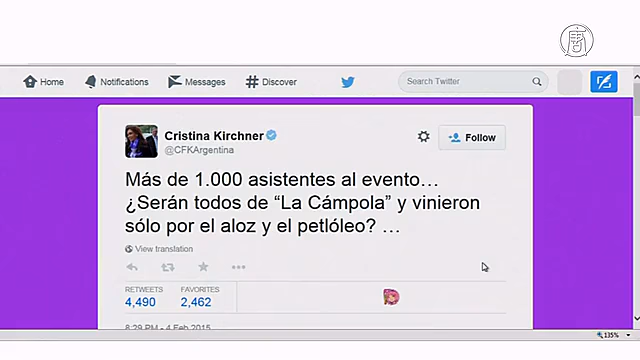 Home
Notifications
Messages
Discover
Search Twitter
Cristina Kirchner
@CFKArgentina
Follow
Más de 1.000 asistentes al evento…
¿Serán todos de “La Cámpola” y vinieron
sólo por el aloz y el petlóleo? …
View translation
RETWEETS
FAVORITES
4,490
2,462
8:29 PM - 4 Feb 2015
135%